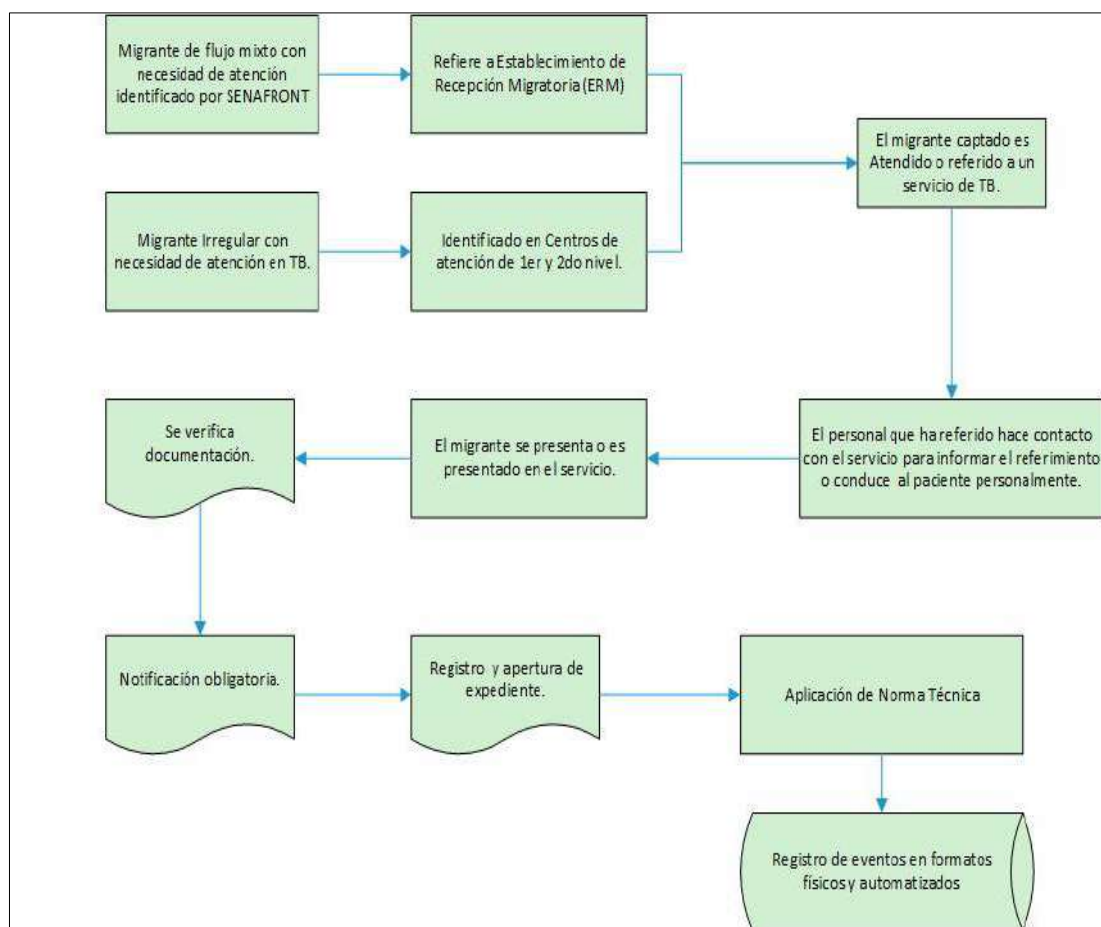 Migrante de flujo mixto con
necesidad de atención
identificado por SENAFRONT
Refiere a Establecimiento de
Recepción Migratoria (ERM)
El migrante captado es
Atendido o referido a un
servicio de TB.
Migrante Irregular con
necesidad de atención en TB.
Identificado en Centros de
atención de 1er y 2do nivel.
El personal que ha referido hace contacto
con el servicio para informar el referimiento
o conduce al paciente personalmente.
El migrante se presenta o es
presentado en el servicio.
Se verifica
documentación.
Notificación obligatoria.
Registro y apertura de
expediente.
Aplicación de Norma Técnica
Registro de eventos en formatos
físicos y automatizados